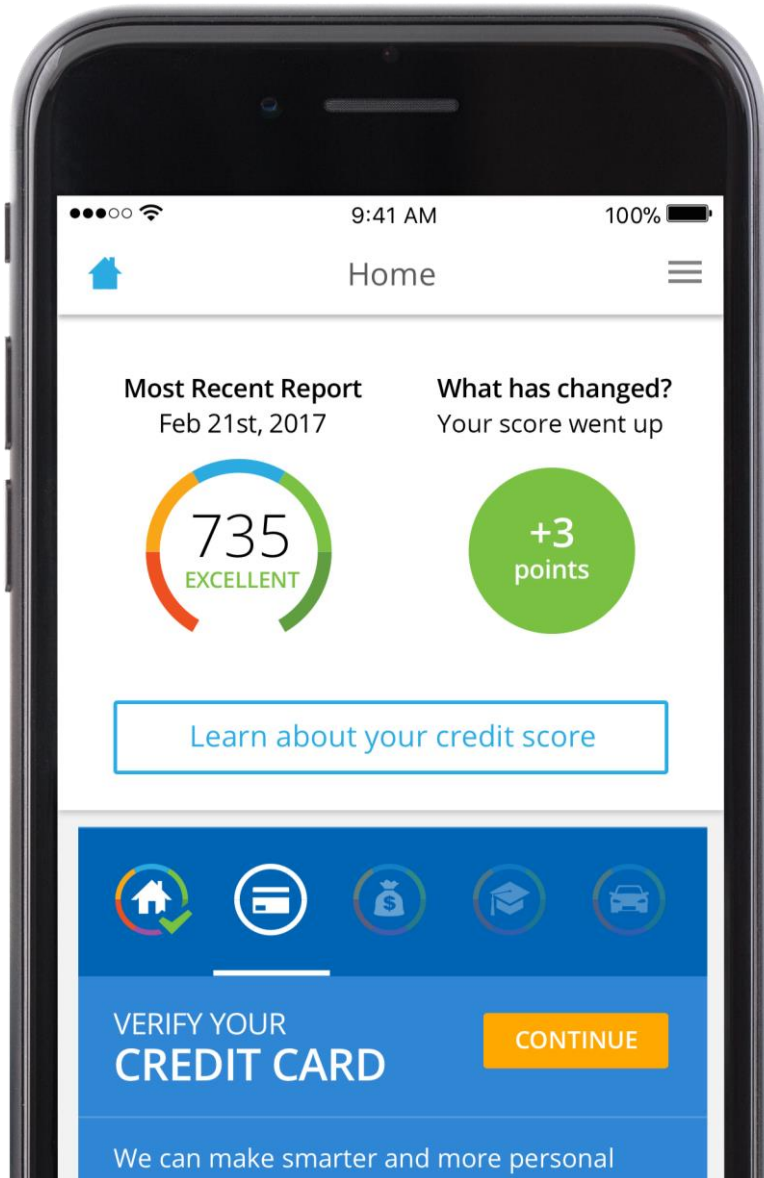 9:41 AM
100%
Home
Most Recent Report
Feb 21st, 2017
What has changed?
Your score went up
735
EXCELLENT
+3
points
Learn about your credit score
$
VERIFY YOUR
CREDIT CARD
CONTINUE
We can make smarter and more personal